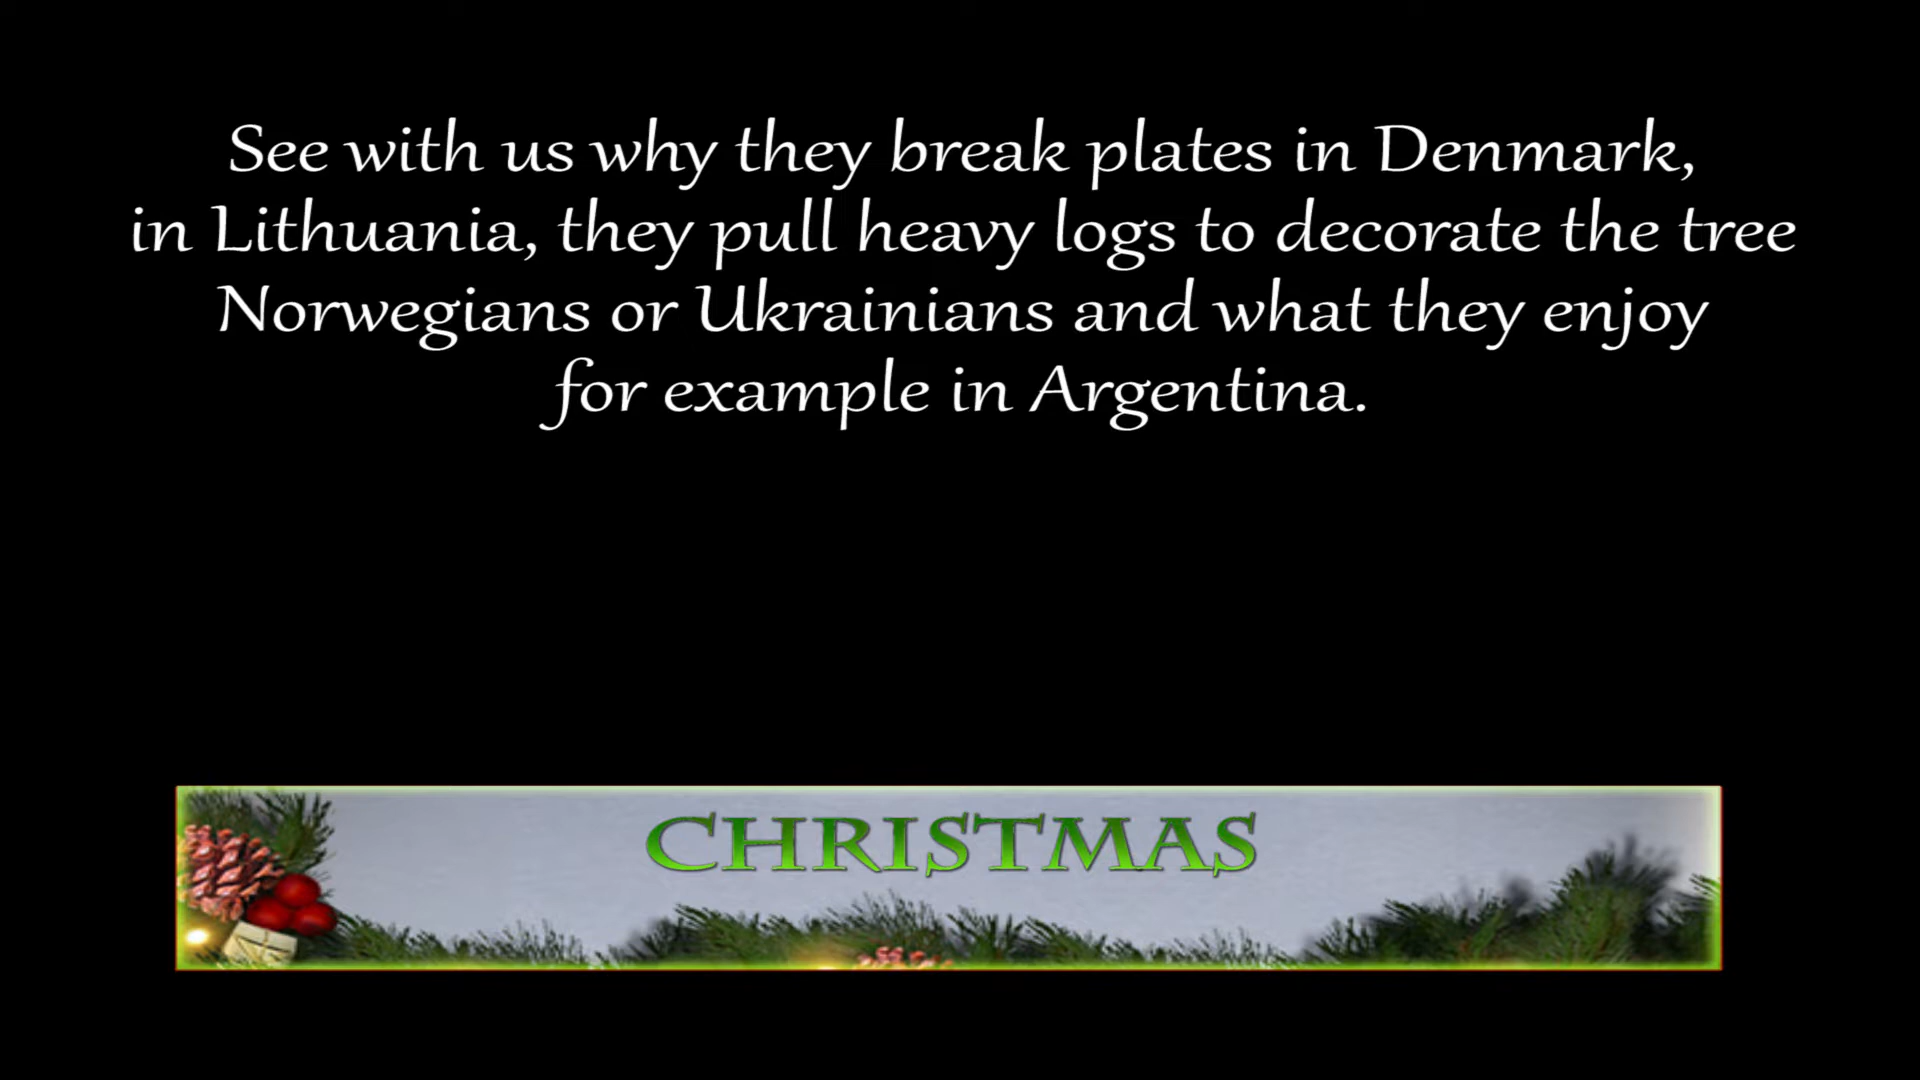 See with us why they break plates in Denmark,
in Lithuania, they pull heavy logs to decorate the tree
Norwegians or Ukrainians and what they enjoy
for example in Argentina.
CHRISTMAS